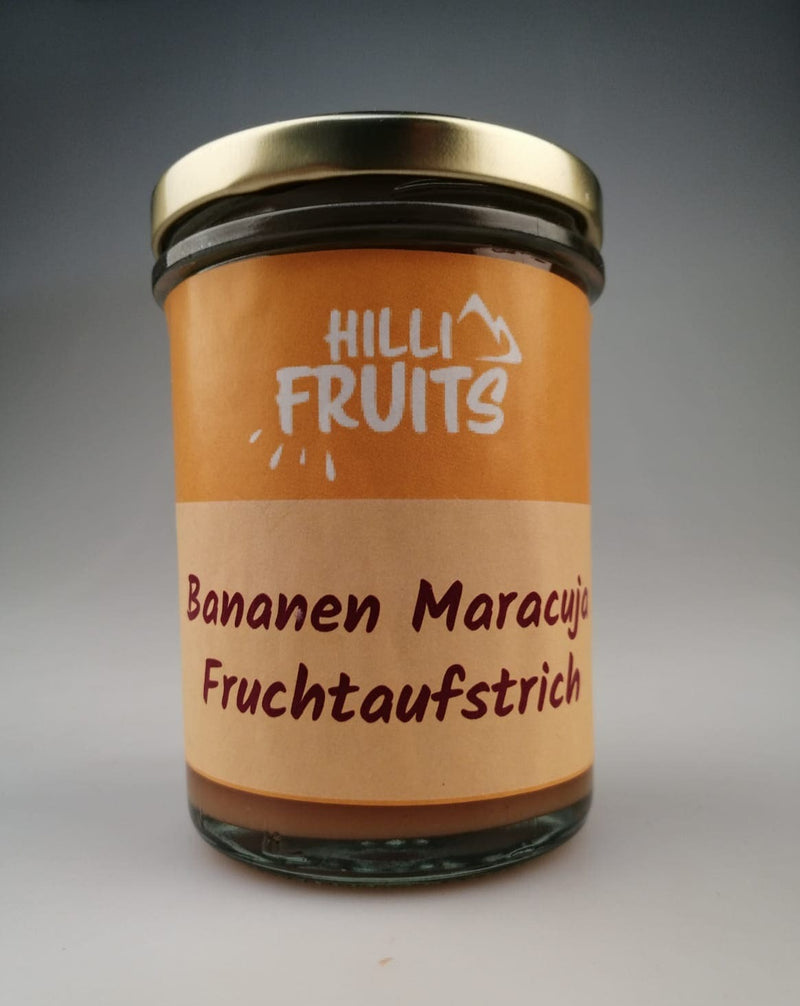 HILLI
FRUITS
Bananen Maracuja
Fruchtaufstrich